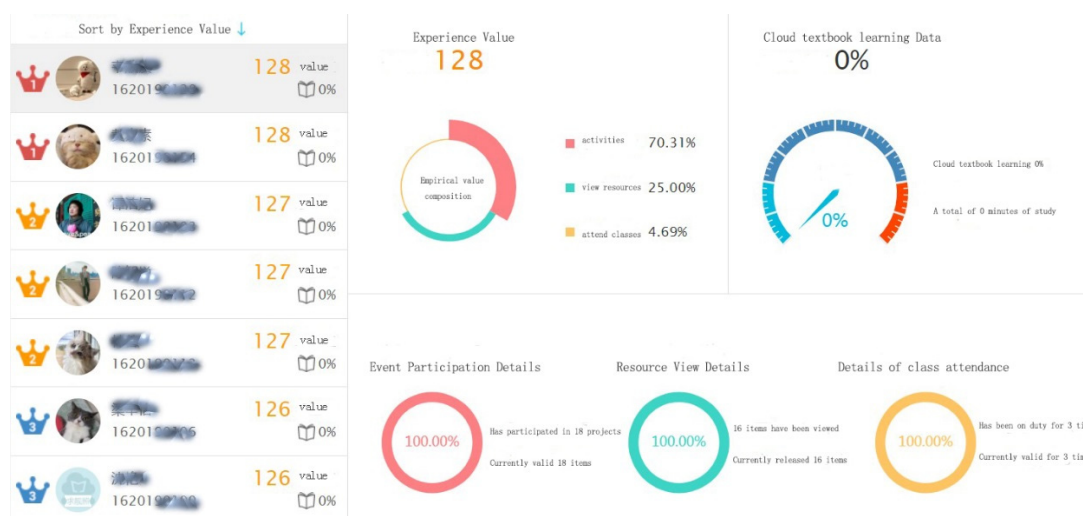 Sort by Experience Value ↓
1
128 value
162019
0%
1
128 value
16201
0%
2
127 value
16201
0%
2
127 value
16201
0%
2
127 value
1620
0%
3
126 value
16201
0%
3
126 value
16201
0%
Experience Value
128
Empirical value
composition
activities 70.31%
view resources 25.00%
attend classes 4.69%
Cloud textbook learning Data
0%
0%
Cloud textbook learning 0%
A total of 0 minutes of study
Event Participation Details
100.00%
Has participated in 18 projects
Currently valid 18 items
Resource View Details
100.00%
16 items have been viewed
Currently released 16 items
Details of class attendance
100.00%
Has been on duty for 3 ti
Currently valid for 3 tim